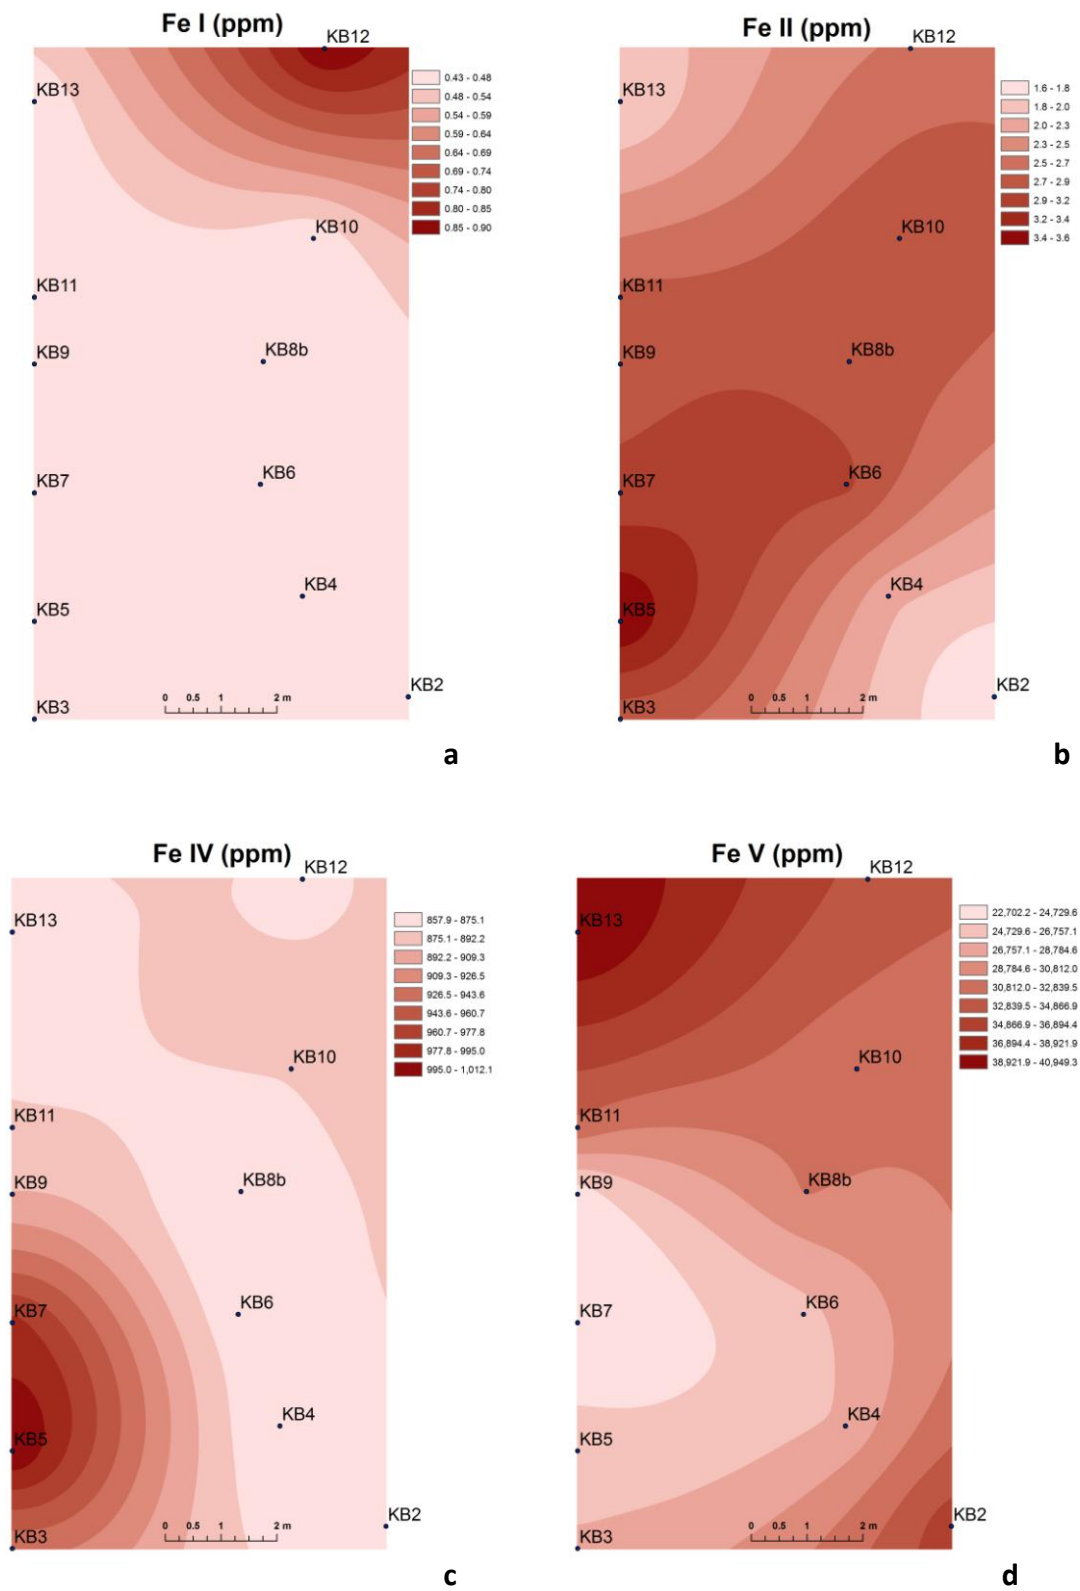 Fe I (ppm)
KB12
KB13
0.43 - 0.48
0.48 - 0.54
0.54 - 0.59
0.59 - 0.64
0.64 - 0.69
0.69 - 0.74
0.74 - 0.80
0.80 - 0.85
0.85 - 0.90
KB10
KB11
KB9
KB8b
KB7
KB6
KB5
KB4
KB3
0 0.5 1 2 m
KB2
a
Fe II (ppm)
KB12
KB13
1.6 - 1.8
1.8 - 2.0
2.0 - 2.3
2.3 - 2.5
2.5 - 2.7
2.7 - 2.9
2.9 - 3.2
3.2 - 3.4
3.4 - 3.6
KB10
KB11
KB9
KB8b
KB7
KB6
KB5
KB4
KB3
0 0.5 1 2 m
KB2
b
Fe IV (ppm)
KB12
KB13
857.9 - 875.1
875.1 - 892.2
892.2 - 909.3
909.3 - 926.5
926.5 - 943.6
943.6 - 960.7
960.7 - 977.8
977.8 - 995.0
995.0 - 1,012.1
KB10
KB11
KB9
KB8b
KB7
KB6
KB5
KB4
KB3
0 0.5 1 2 m
KB2
c
Fe V (ppm)
KB12
KB13
22,702.2 - 24,729.6
24,729.6 - 26,757.1
26,757.1 - 28,784.6
28,784.6 - 30,812.0
30,812.0 - 32,839.5
32,839.5 - 34,866.9
34,866.9 - 36,894.4
36,894.4 - 38,921.9
38,921.9 - 40,949.3
KB10
KB11
KB9
KB8b
KB7
KB6
KB5
KB4
KB3
0 0.5 1 2 m
KB2
d